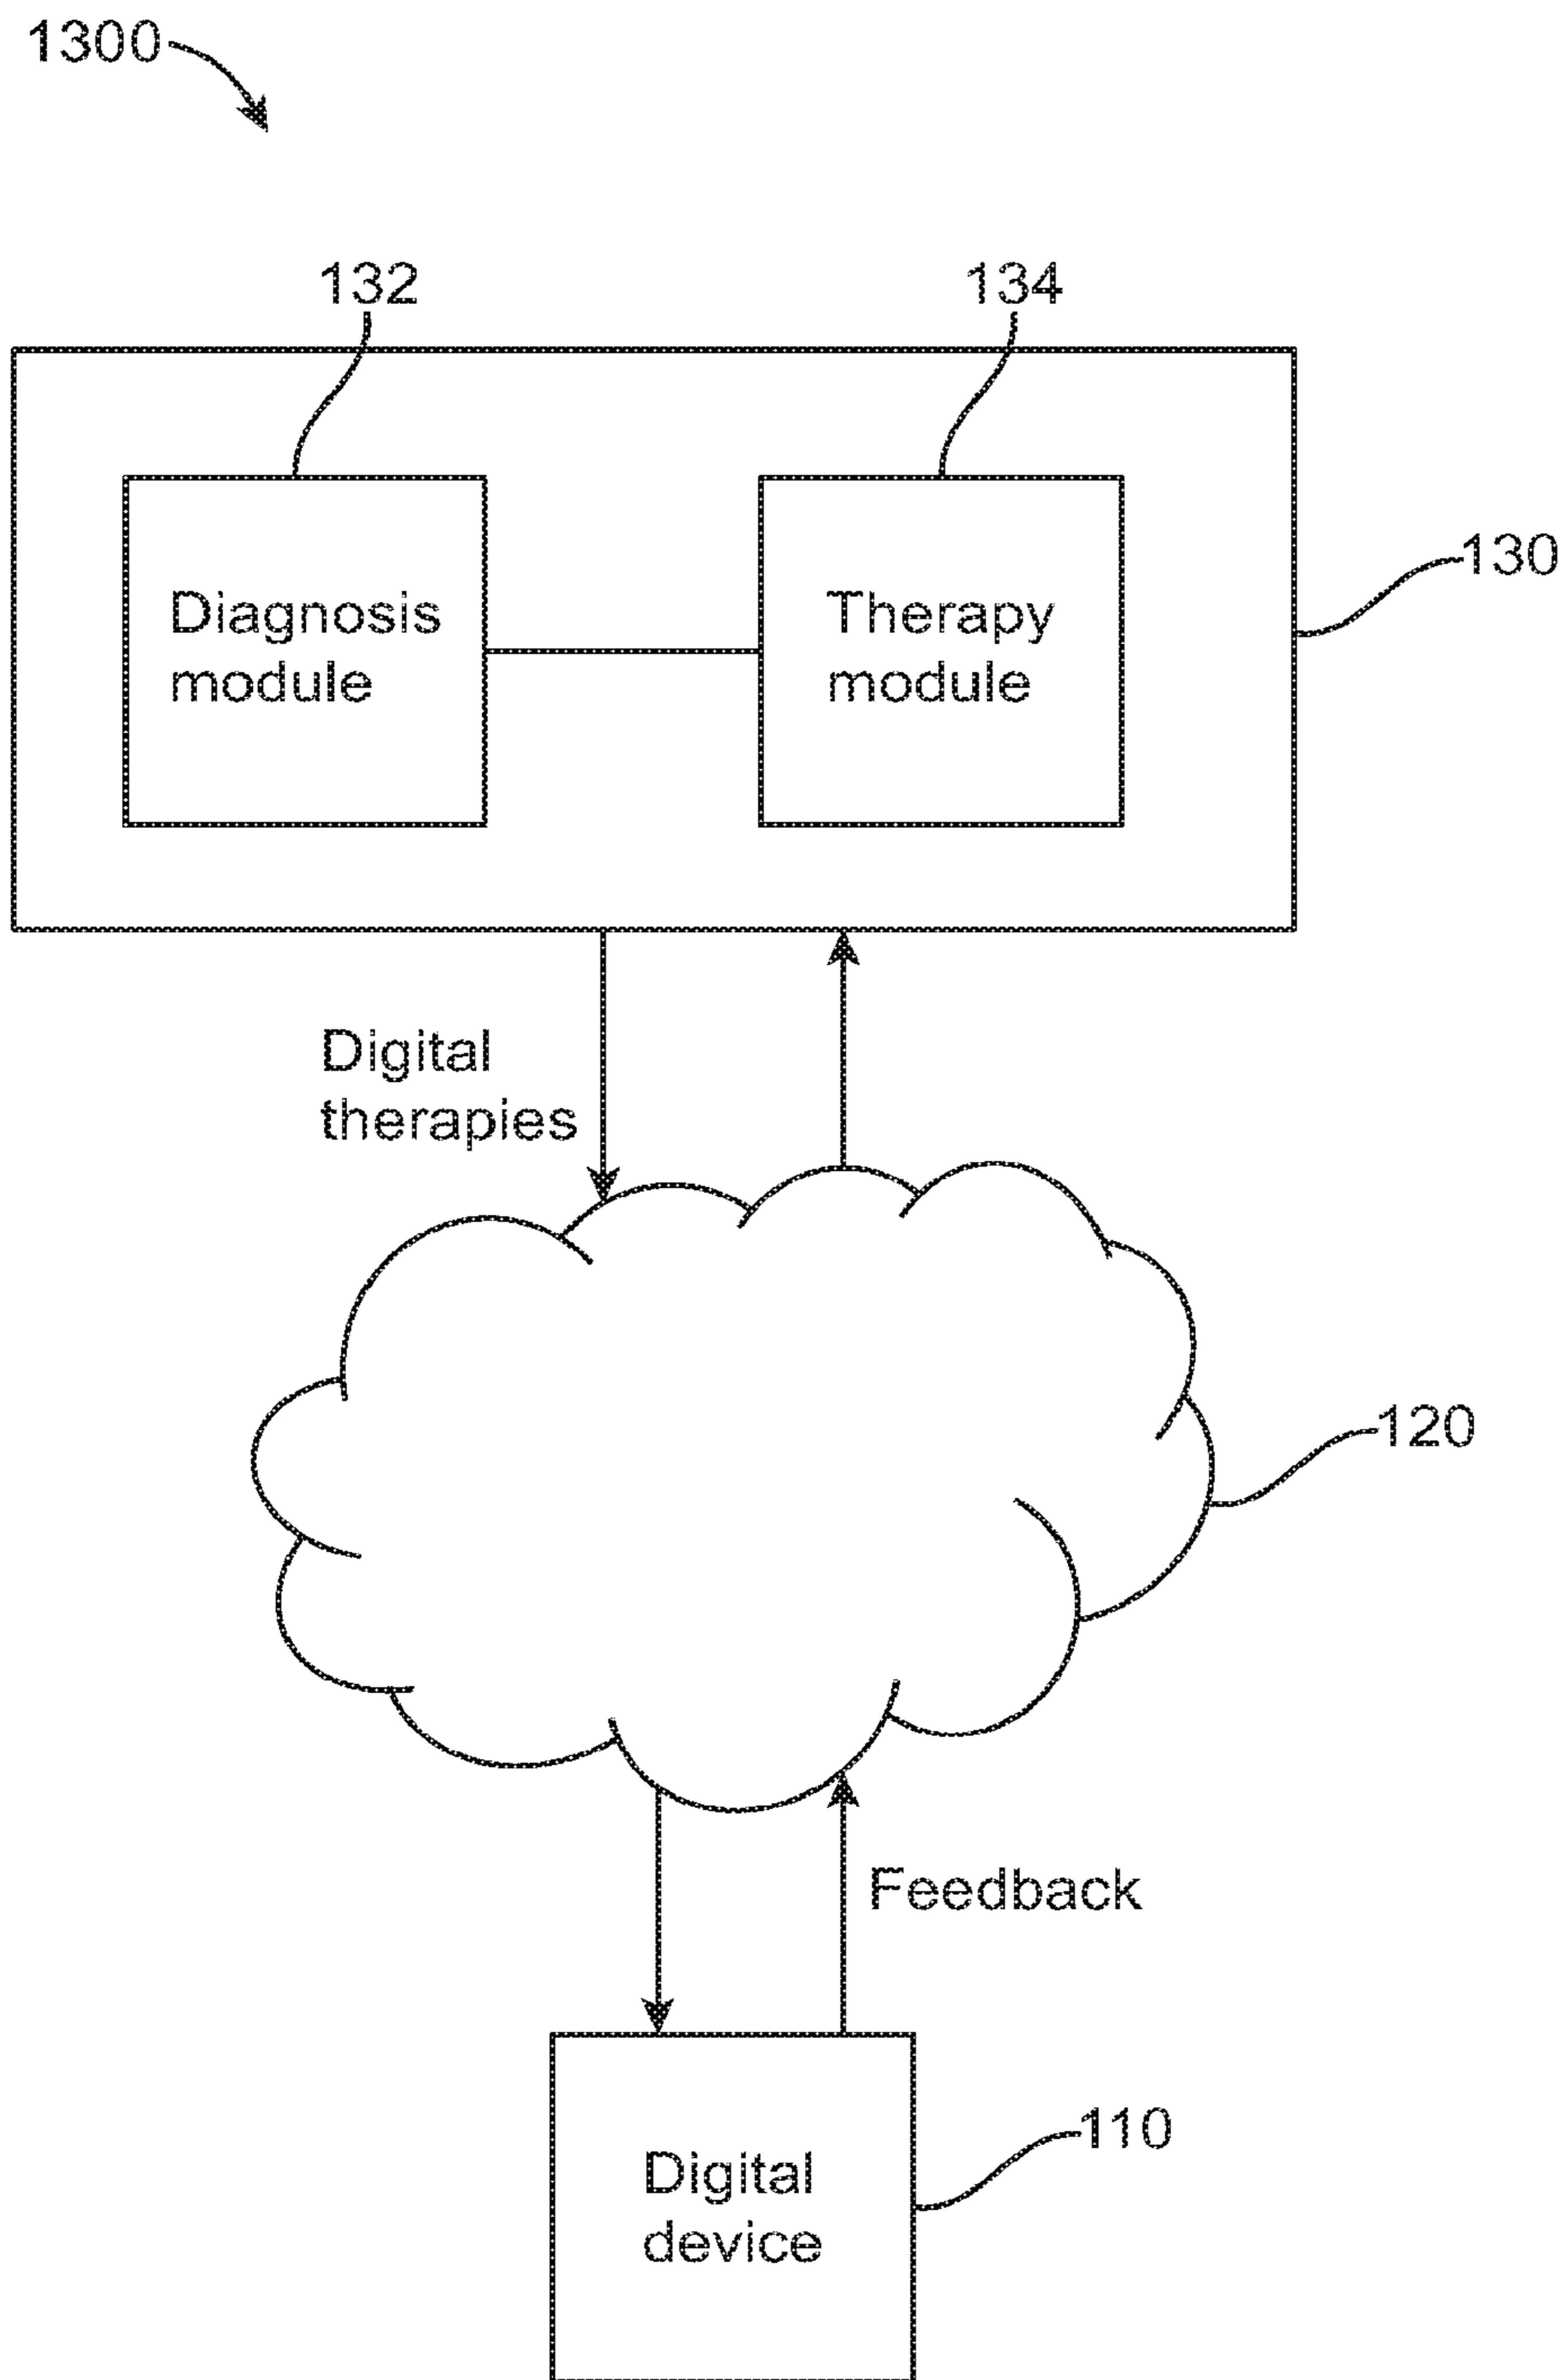 1300
132
134
Diagnosis
module
Therapy
module
130
Digital
therapies
120
Feedback
110
Digital
device